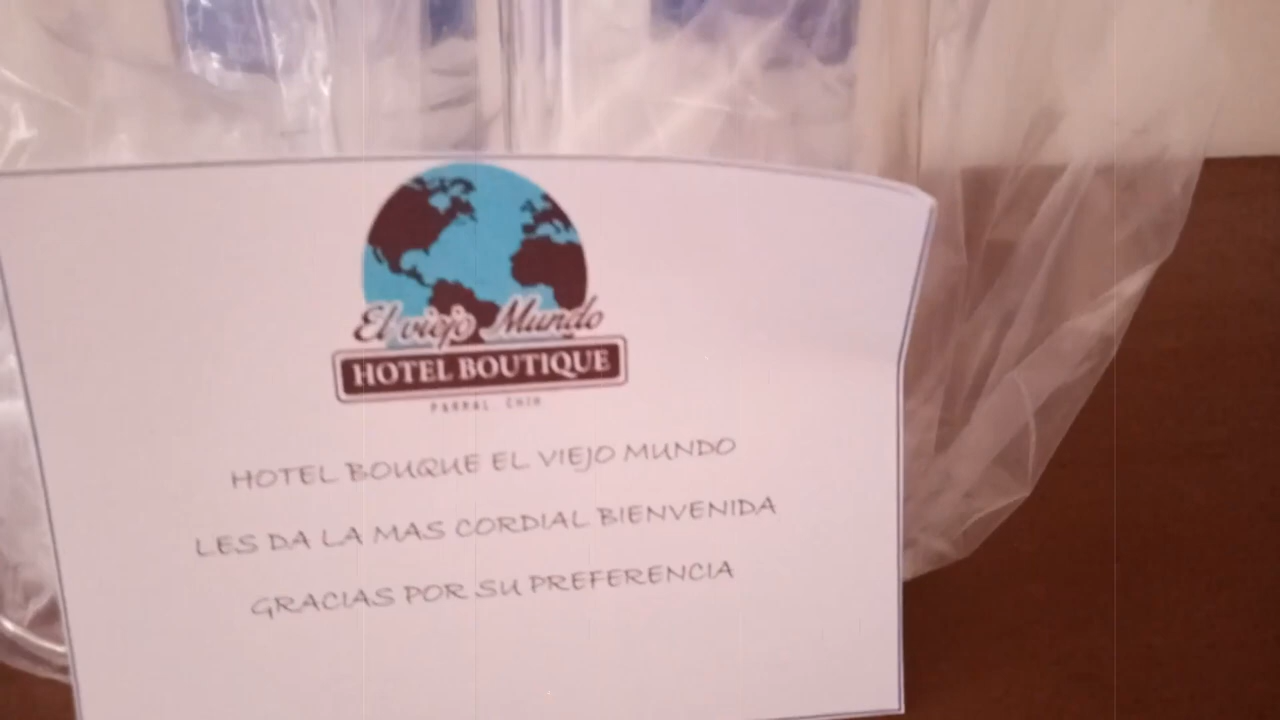 El viejo Mundo
HOTEL BOUTIQUE
PARRAL, CHIH
HOTEL BOUQUE EL VIEJO MUNDO
LES DA LA MAS CORDIAL BIENVENIDA
GRACIAS POR SU PREFERENCIA